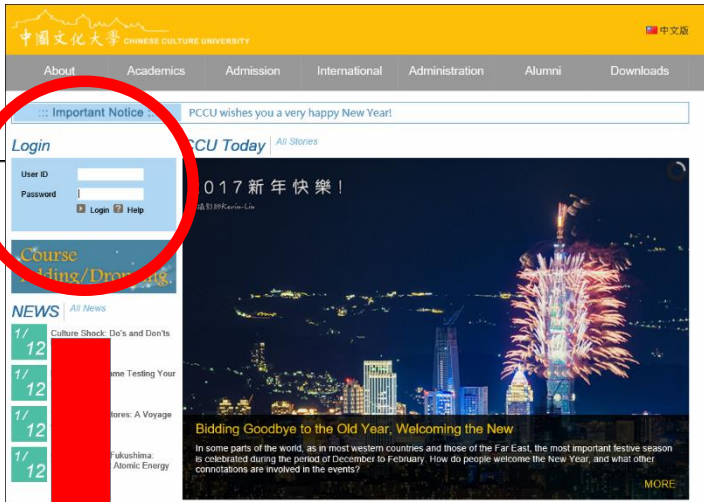 中國文化大學 CHINESE CULTURE UNIVERSITY
中文版
About Academics Admission International Administration Alumni Downloads
::: Important Notice :::
PCCU wishes you a very happy New Year!
Login
User ID
Password
Login Help
Course
NEWS All News
1/12 Culture Shock: Do's and Don'ts
1/12 Testing Your
1/12 A Voyage
1/12 Fukushima:
Atomic Energy
CCU Today All Stories
2017新年快樂!
Bidding Goodbye to the Old Year, Welcoming the New
In some parts of the world, as in most western countries and those of the Far East, the most important festive season
is celebrated during the period of December to February. How do people welcome the New Year, and what other
connotations are involved in the events?
MORE